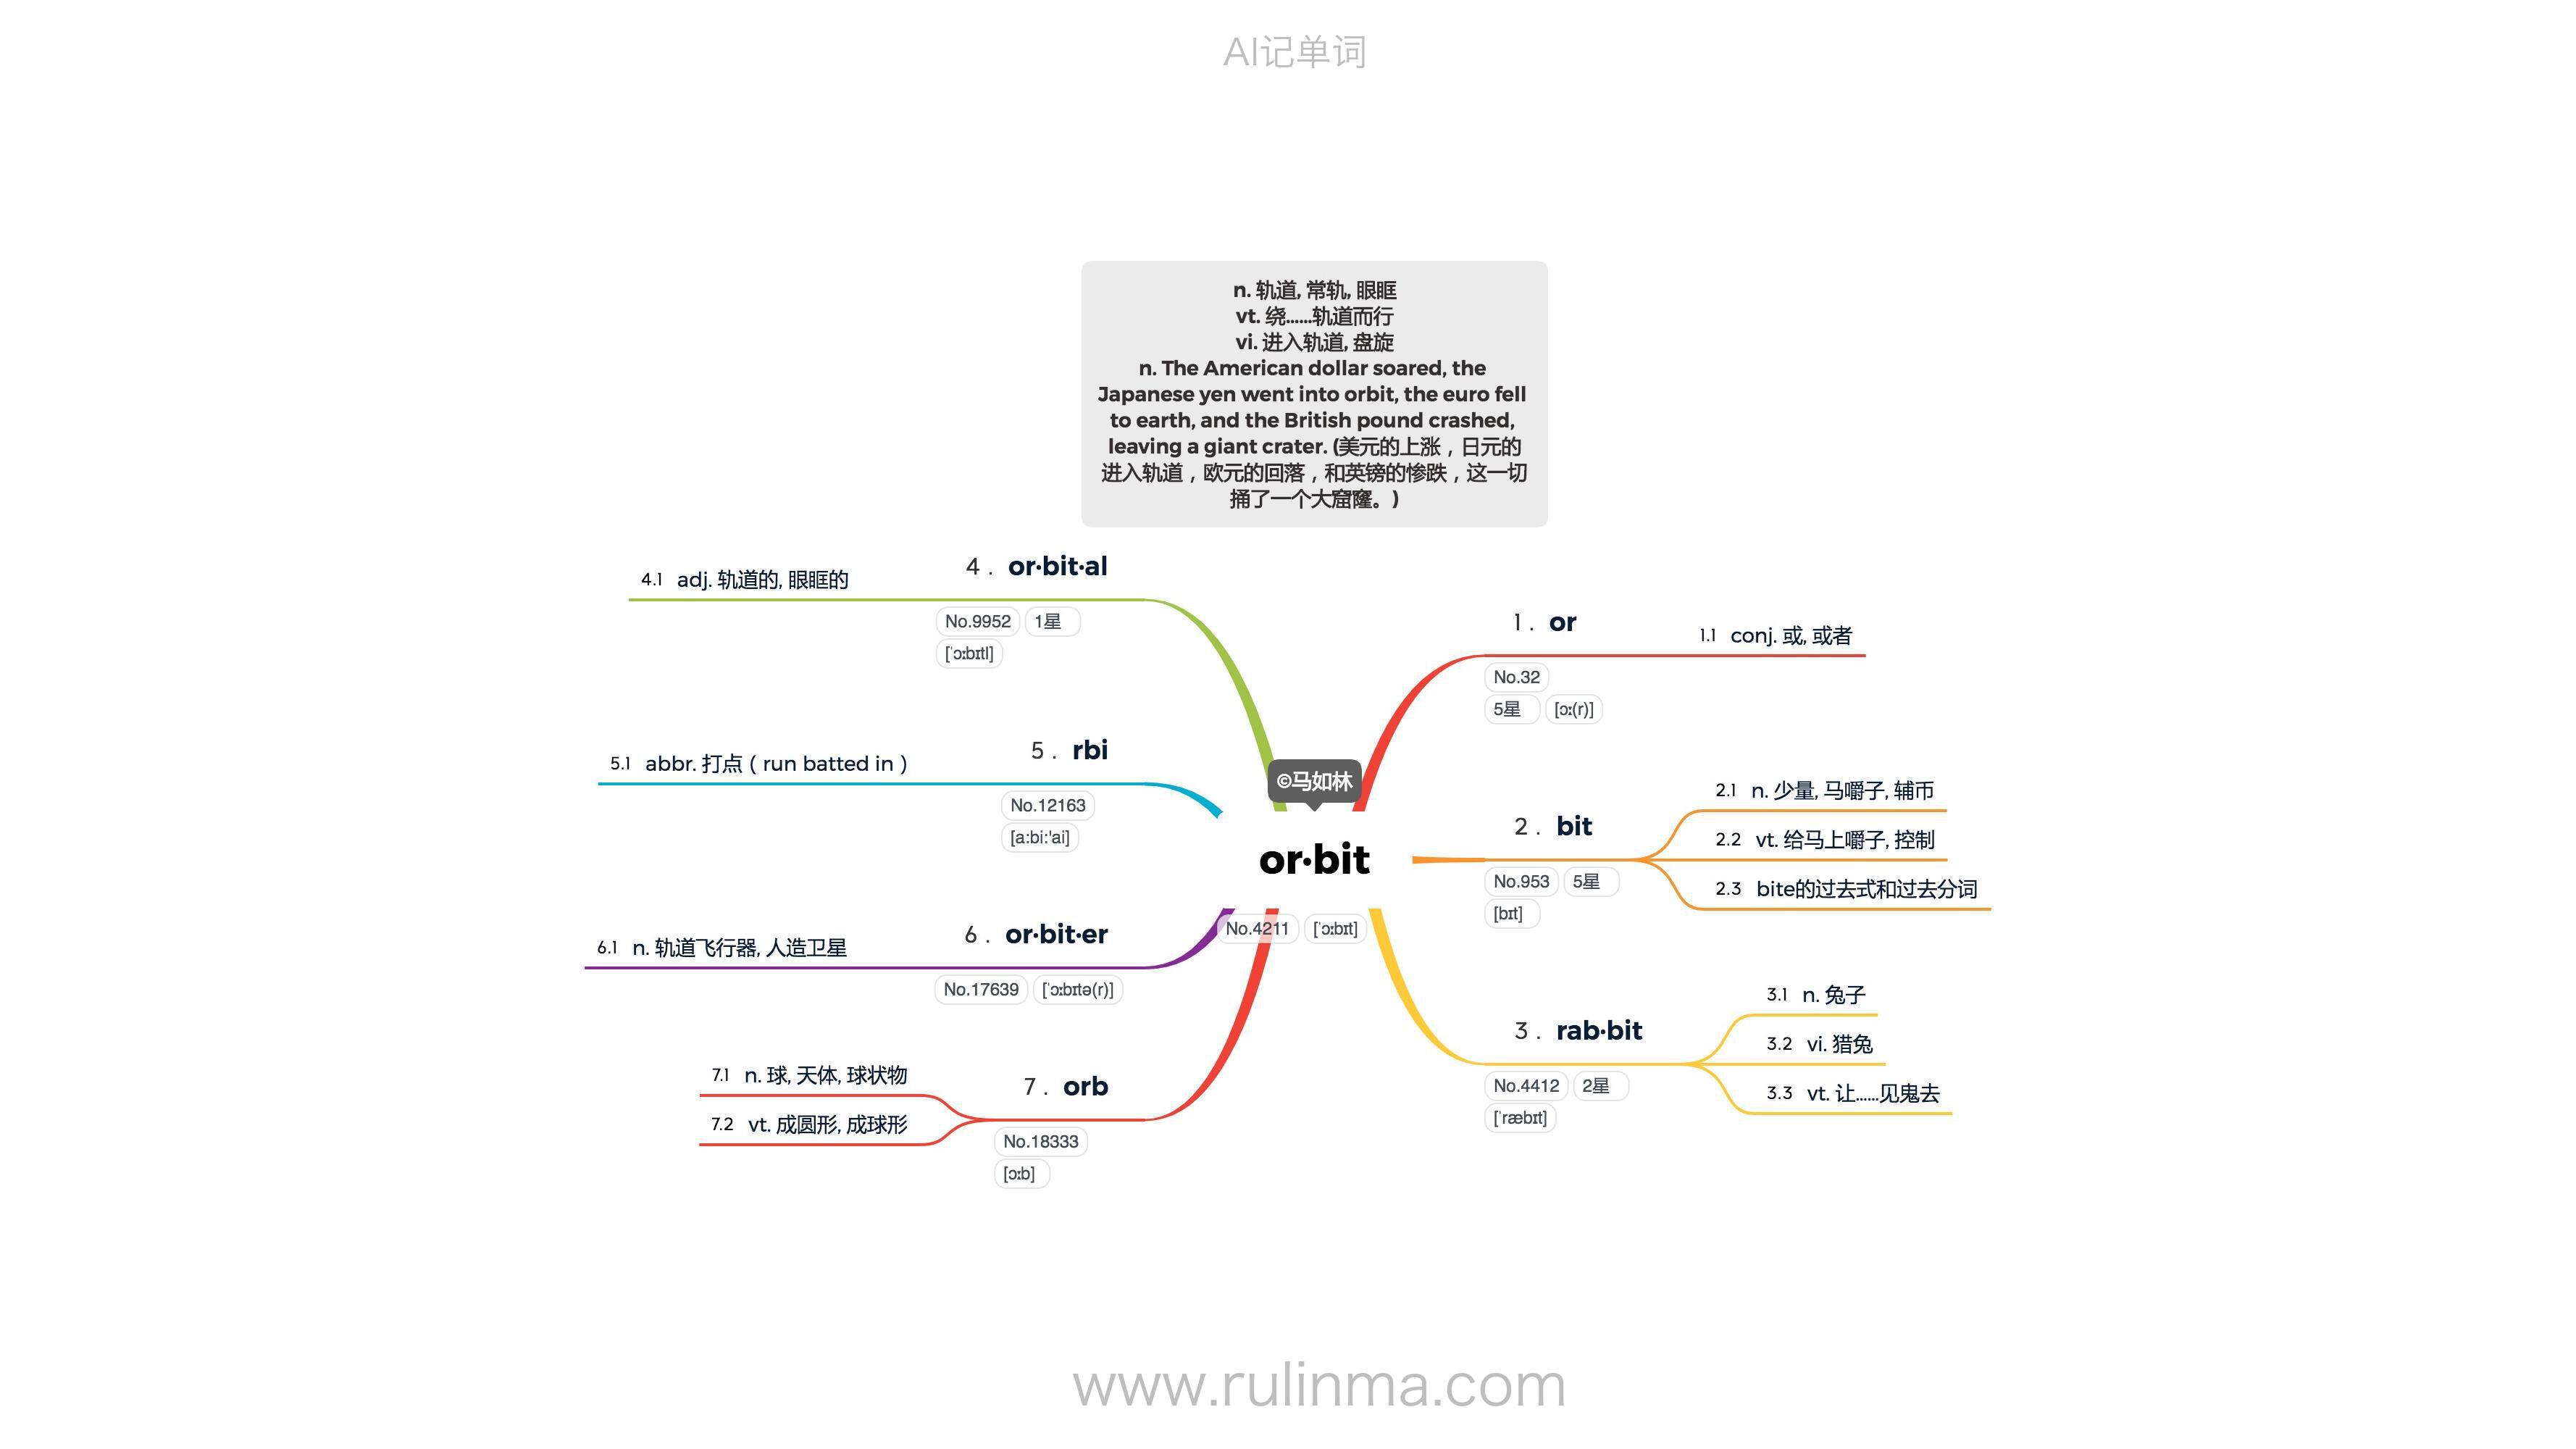 AI记单词
n. 轨道, 常轨, 眼眶
vt. 绕......轨道而行
vi. 进入轨道, 盘旋
n. The American dollar soared, the
Japanese yen went into orbit, the euro fell
to earth, and the British pound crashed,
leaving a giant crater. (美元的上涨，日元的
进入轨道，欧元的回落，和英镑的惨跌，这一切
捅了一个大窟窿。)
©马如林
or·bit
No.4211 [ˈɔːbɪt]
1. or
No.32
5星 [ɔː(r)]
1.1 conj. 或, 或者
2. bit
No.953 5星
[bɪt]
2.1 n. 少量, 马嚼子, 辅币
2.2 vt. 给马上嚼子, 控制
2.3 bite的过去式和过去分词
3. rab·bit
No.4412 2星
[ˈræbɪt]
3.1 n. 兔子
3.2 vi. 猎兔
3.3 vt. 让......见鬼去
4. or·bit·al
No.9952 1星
[ˈɔːbɪtl]
4.1 adj. 轨道的, 眼眶的
5. rbi
No.12163
[a:bi:'ai]
5.1 abbr. 打点（run batted in）
6. or·bit·er
No.17639 [ˈɔːbɪtə(r)]
6.1 n. 轨道飞行器, 人造卫星
7. orb
No.18333
[ɔːb]
7.1 n. 球, 天体, 球状物
7.2 vt. 成圆形, 成球形
www.rulinma.com